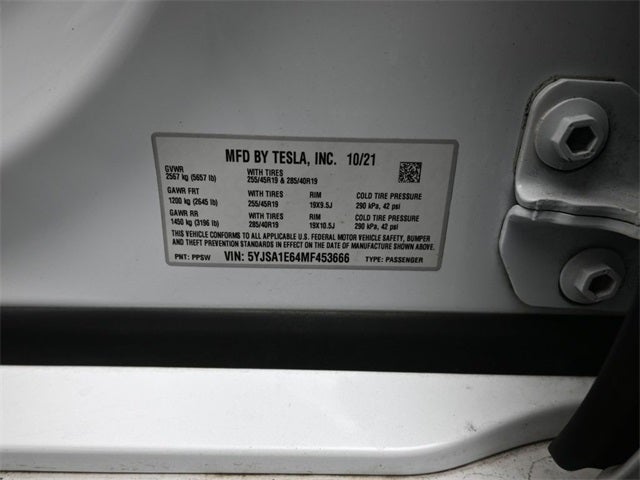 MFD BY TESLA, INC. 10/21
GVWR WITH TIRES
2567 kg (5657 lb) 255/45R19 & 285/40R19
GAWR FRT WITH TIRES RIM COLD TIRE PRESSURE
1200 kg (2645 lb) 255/45R19 19X9.5J 290 kPa, 42 psi
GAWR RR WITH TIRES RIM COLD TIRE PRESSURE
1450 kg (3196 lb) 285/40R19 19X10.5J 290 kPa, 42 psi
THIS VEHICLE CONFORMS TO ALL APPLICABLE U.S. FEDERAL MOTOR VEHICLE SAFETY, BUMPER
AND THEFT PREVENTION STANDARDS IN EFFECT ON THE DATE OF MANUFACTURE SHOWN ABOVE.
PNT: PPSW VIN: 5YJSA1E64MF453666 TYPE: PASSENGER